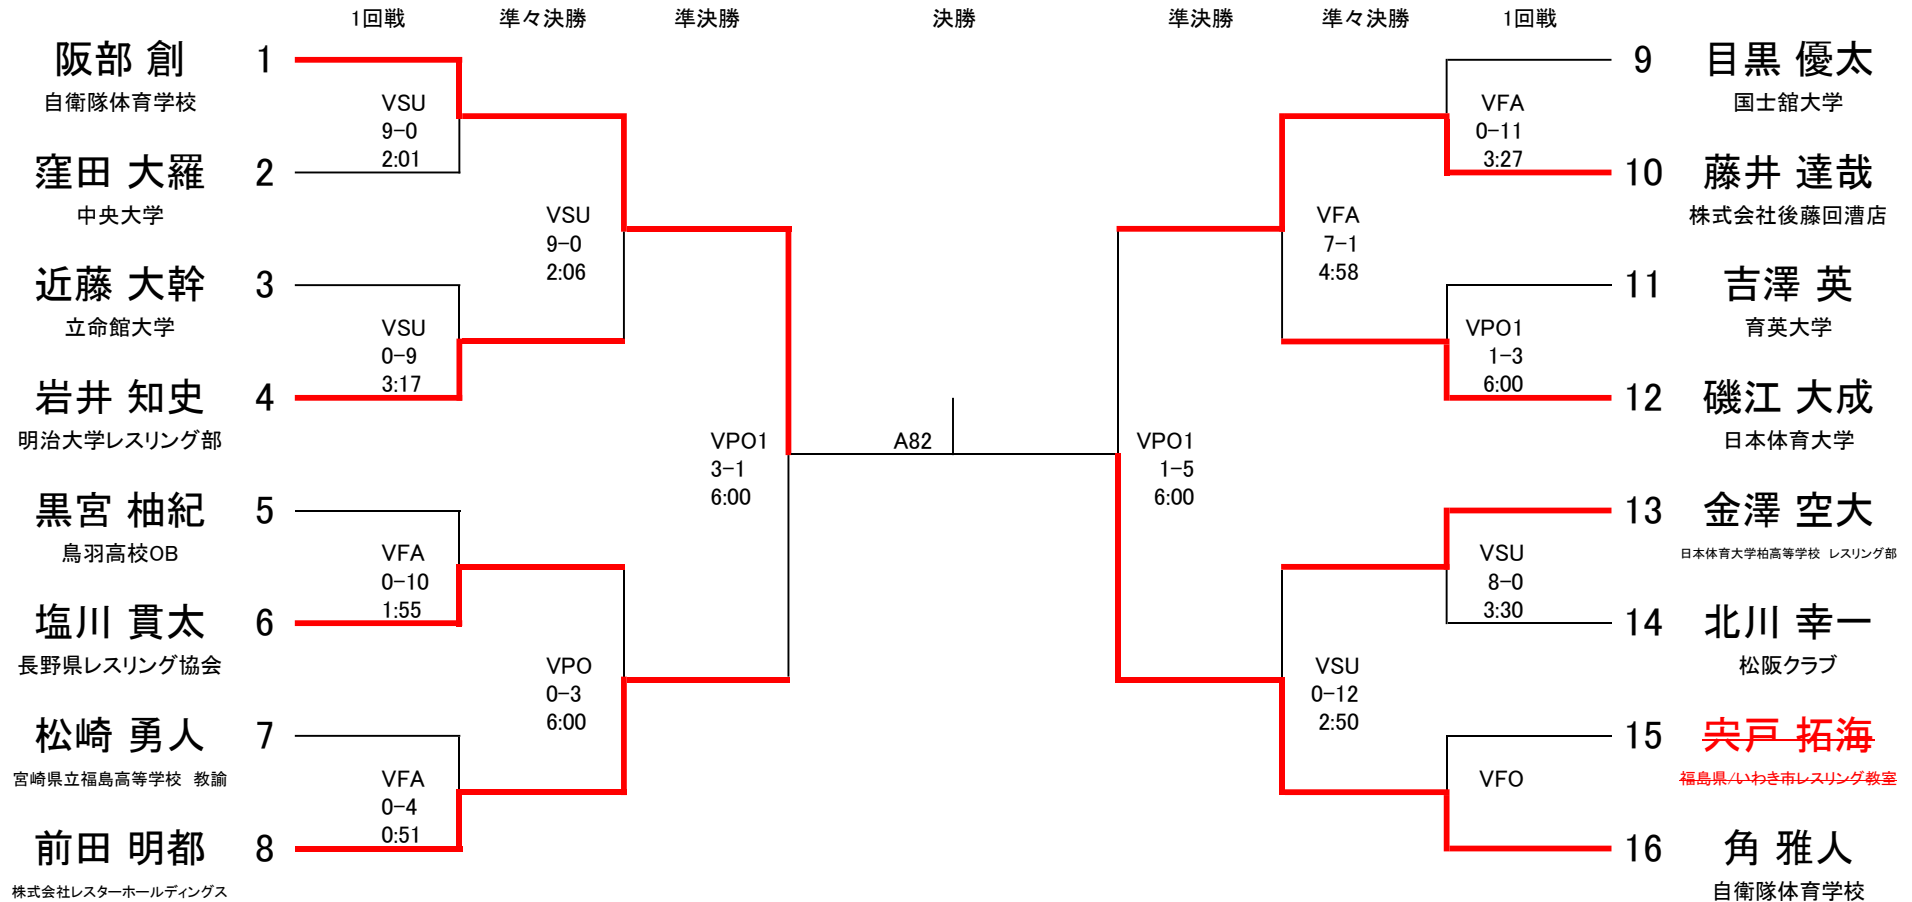 1回戦 準々決勝 準決勝 決勝 準決勝 準々決勝 1回戦
阪部 創 1
自衛隊体育学校
VSU
9-0
2:01
窪田 大羅 2
中央大学
VSU
9-0
2:06
近藤 大幹 3
立命館大学
VSU
0-9
3:17
岩井 知史 4
明治大学レスリング部
VPO1
3-1
6:00
黒宮 柚紀 5
鳥羽高校OB
VFA
0-10
1:55
塩川 貫太 6
長野県レスリング協会
VPO
0-3
6:00
松崎 勇人 7
宮崎県立福島高等学校 教諭
VFA
0-4
0:51
前田 明都 8
株式会社レスターホールディングス
A82
9 目黒 優太
国士舘大学
VFA
0-11
3:27
10 藤井 達哉
株式会社後藤回漕店
VFA
7-1
4:58
11 吉澤 英
育英大学
VPO1
1-3
6:00
12 磯江 大成
日本体育大学
VPO1
1-5
6:00
13 金澤 空大
日本体育大学柏高等学校 レスリング部
VSU
8-0
3:30
14 北川 幸一
松阪クラブ
VSU
0-12
2:50
15 宍戸 拓海
福島県/いわき市レスリング教室
VFO
16 角 雅人
自衛隊体育学校